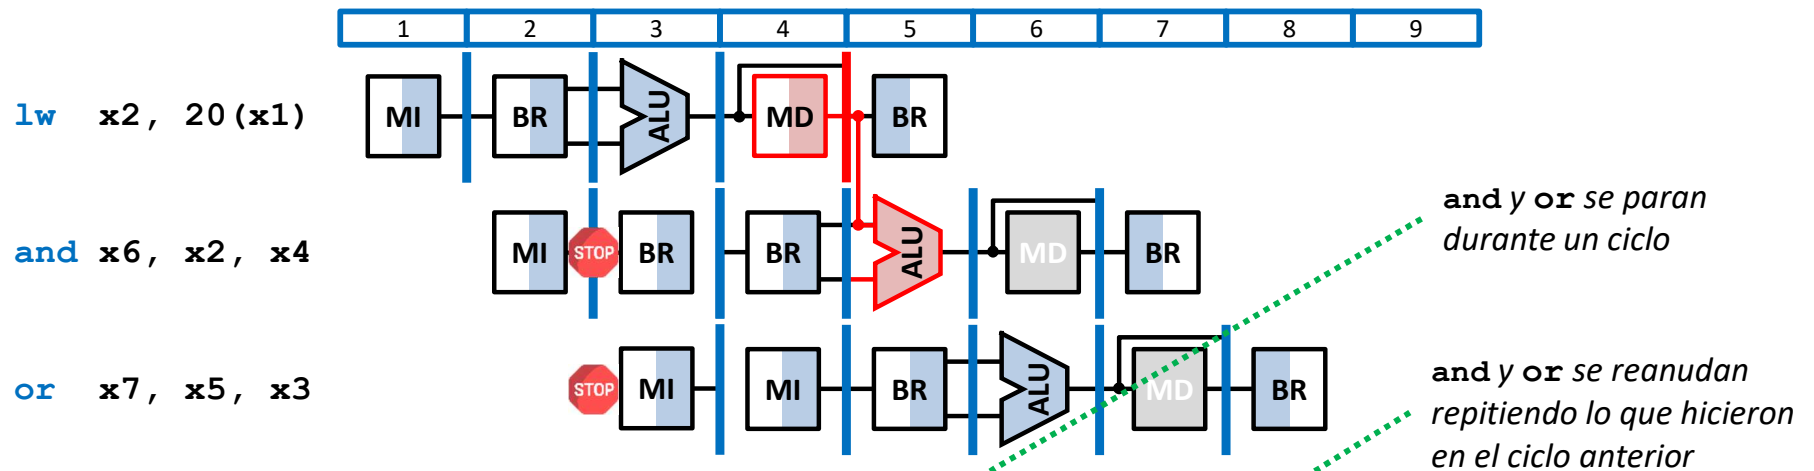 1 2 3 4 5 6 7 8 9
lw x2, 20(x1) MI BR ALU MD BR
and x6, x2, x4 MI STOP BR BR ALU MD BR
or x7, x5, x3 STOP MI MI BR ALU MD BR
and y or se paran
durante un ciclo
and y or se reanudan
repitiendo lo que hicieron
en el ciclo anterior